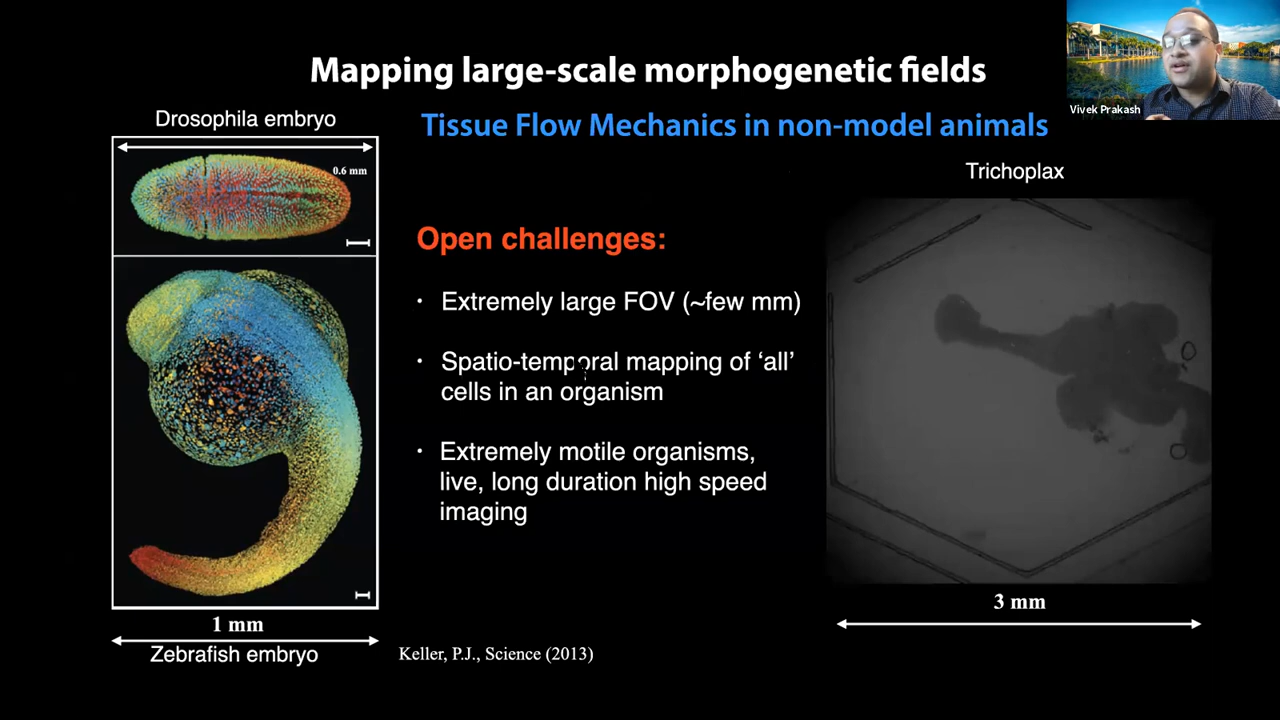 Mapping large-scale morphogenetic fields
Vivek Prakash
Drosophila embryo
Tissue Flow Mechanics in non-model animals
0.6 mm
Trichoplax
Open challenges:
· Extremely large FOV (~few mm)
· Spatio-temporal mapping of ‘all’
cells in an organism
· Extremely motile organisms,
live, long duration high speed
imaging
1 mm
3 mm
Zebrafish embryo
Keller, P.J., Science (2013)